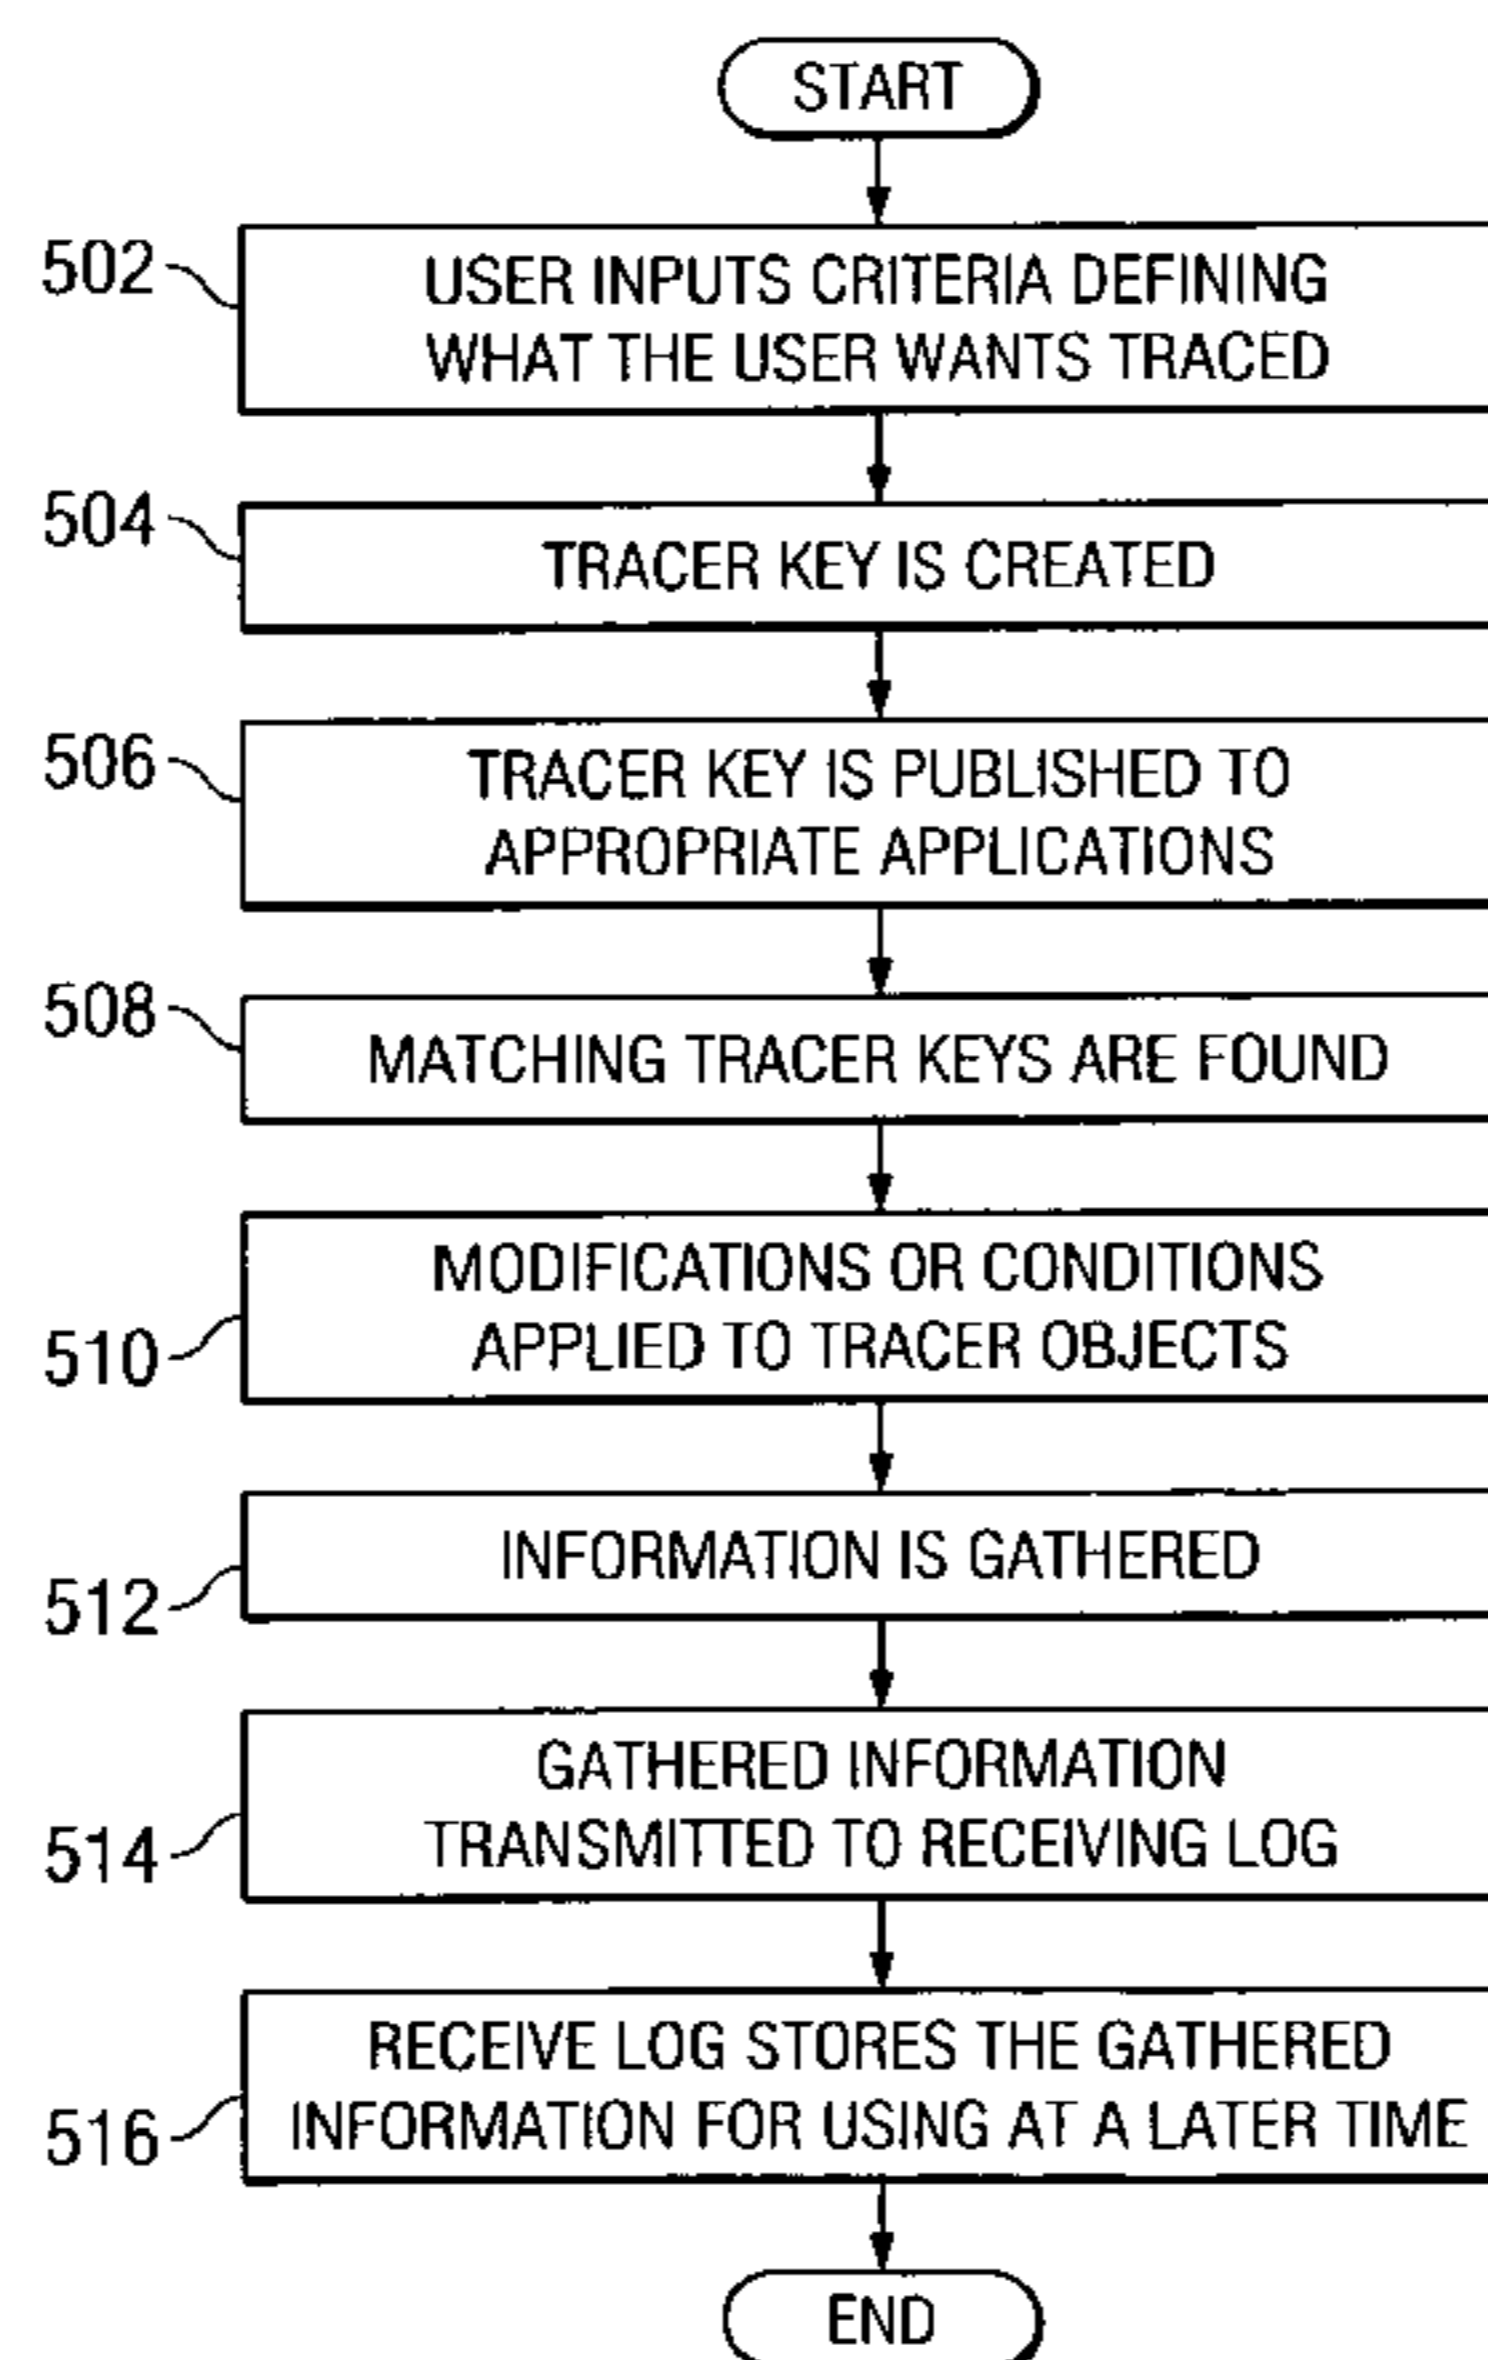 START
502
USER INPUTS CRITERIA DEFINING
WHAT THE USER WANTS TRACED
504
TRACER KEY IS CREATED
506
TRACER KEY IS PUBLISHED TO
APPROPRIATE APPLICATIONS
508
MATCHING TRACER KEYS ARE FOUND
510
MODIFICATIONS OR CONDITIONS
APPLIED TO TRACER OBJECTS
512
INFORMATION IS GATHERED
514
GATHERED INFORMATION
TRANSMITTED TO RECEIVING LOG
516
RECEIVE LOG STORES THE GATHERED
INFORMATION FOR USING AT A LATER TIME
END